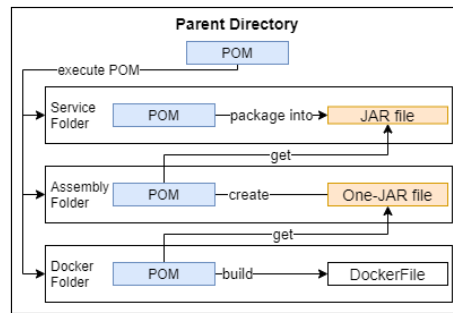 Parent Directory
POM
execute POM
Service
Folder
POM
package into
JAR file
get
Assembly
Folder
POM
create
One-JAR file
get
Docker
Folder
POM
build
DockerFile